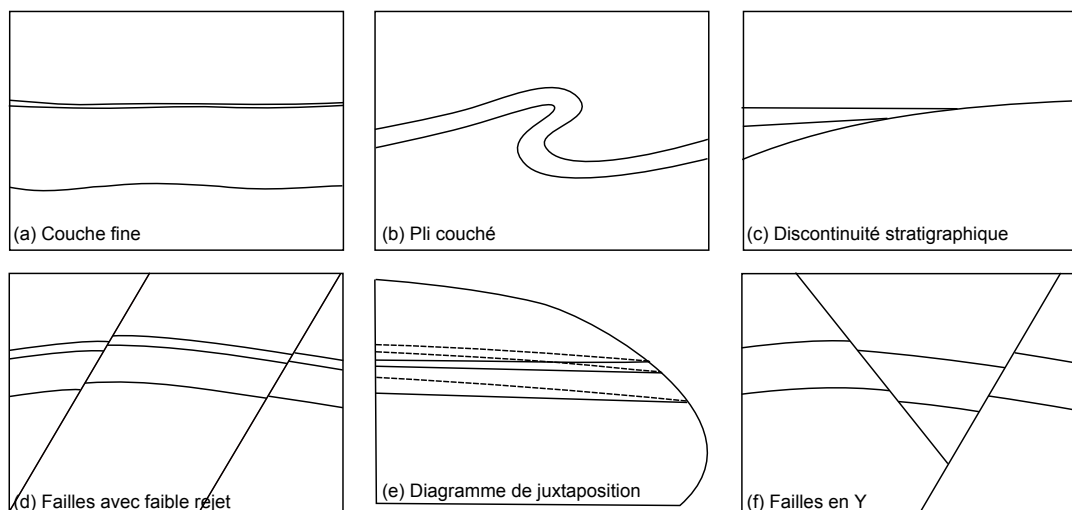 (a) Couche fine
(b) Pli couché
(c) Discontinuité stratigraphique
(d) Failles avec faible rejet
(e) Diagramme de juxtaposition
(f) Failles en Y